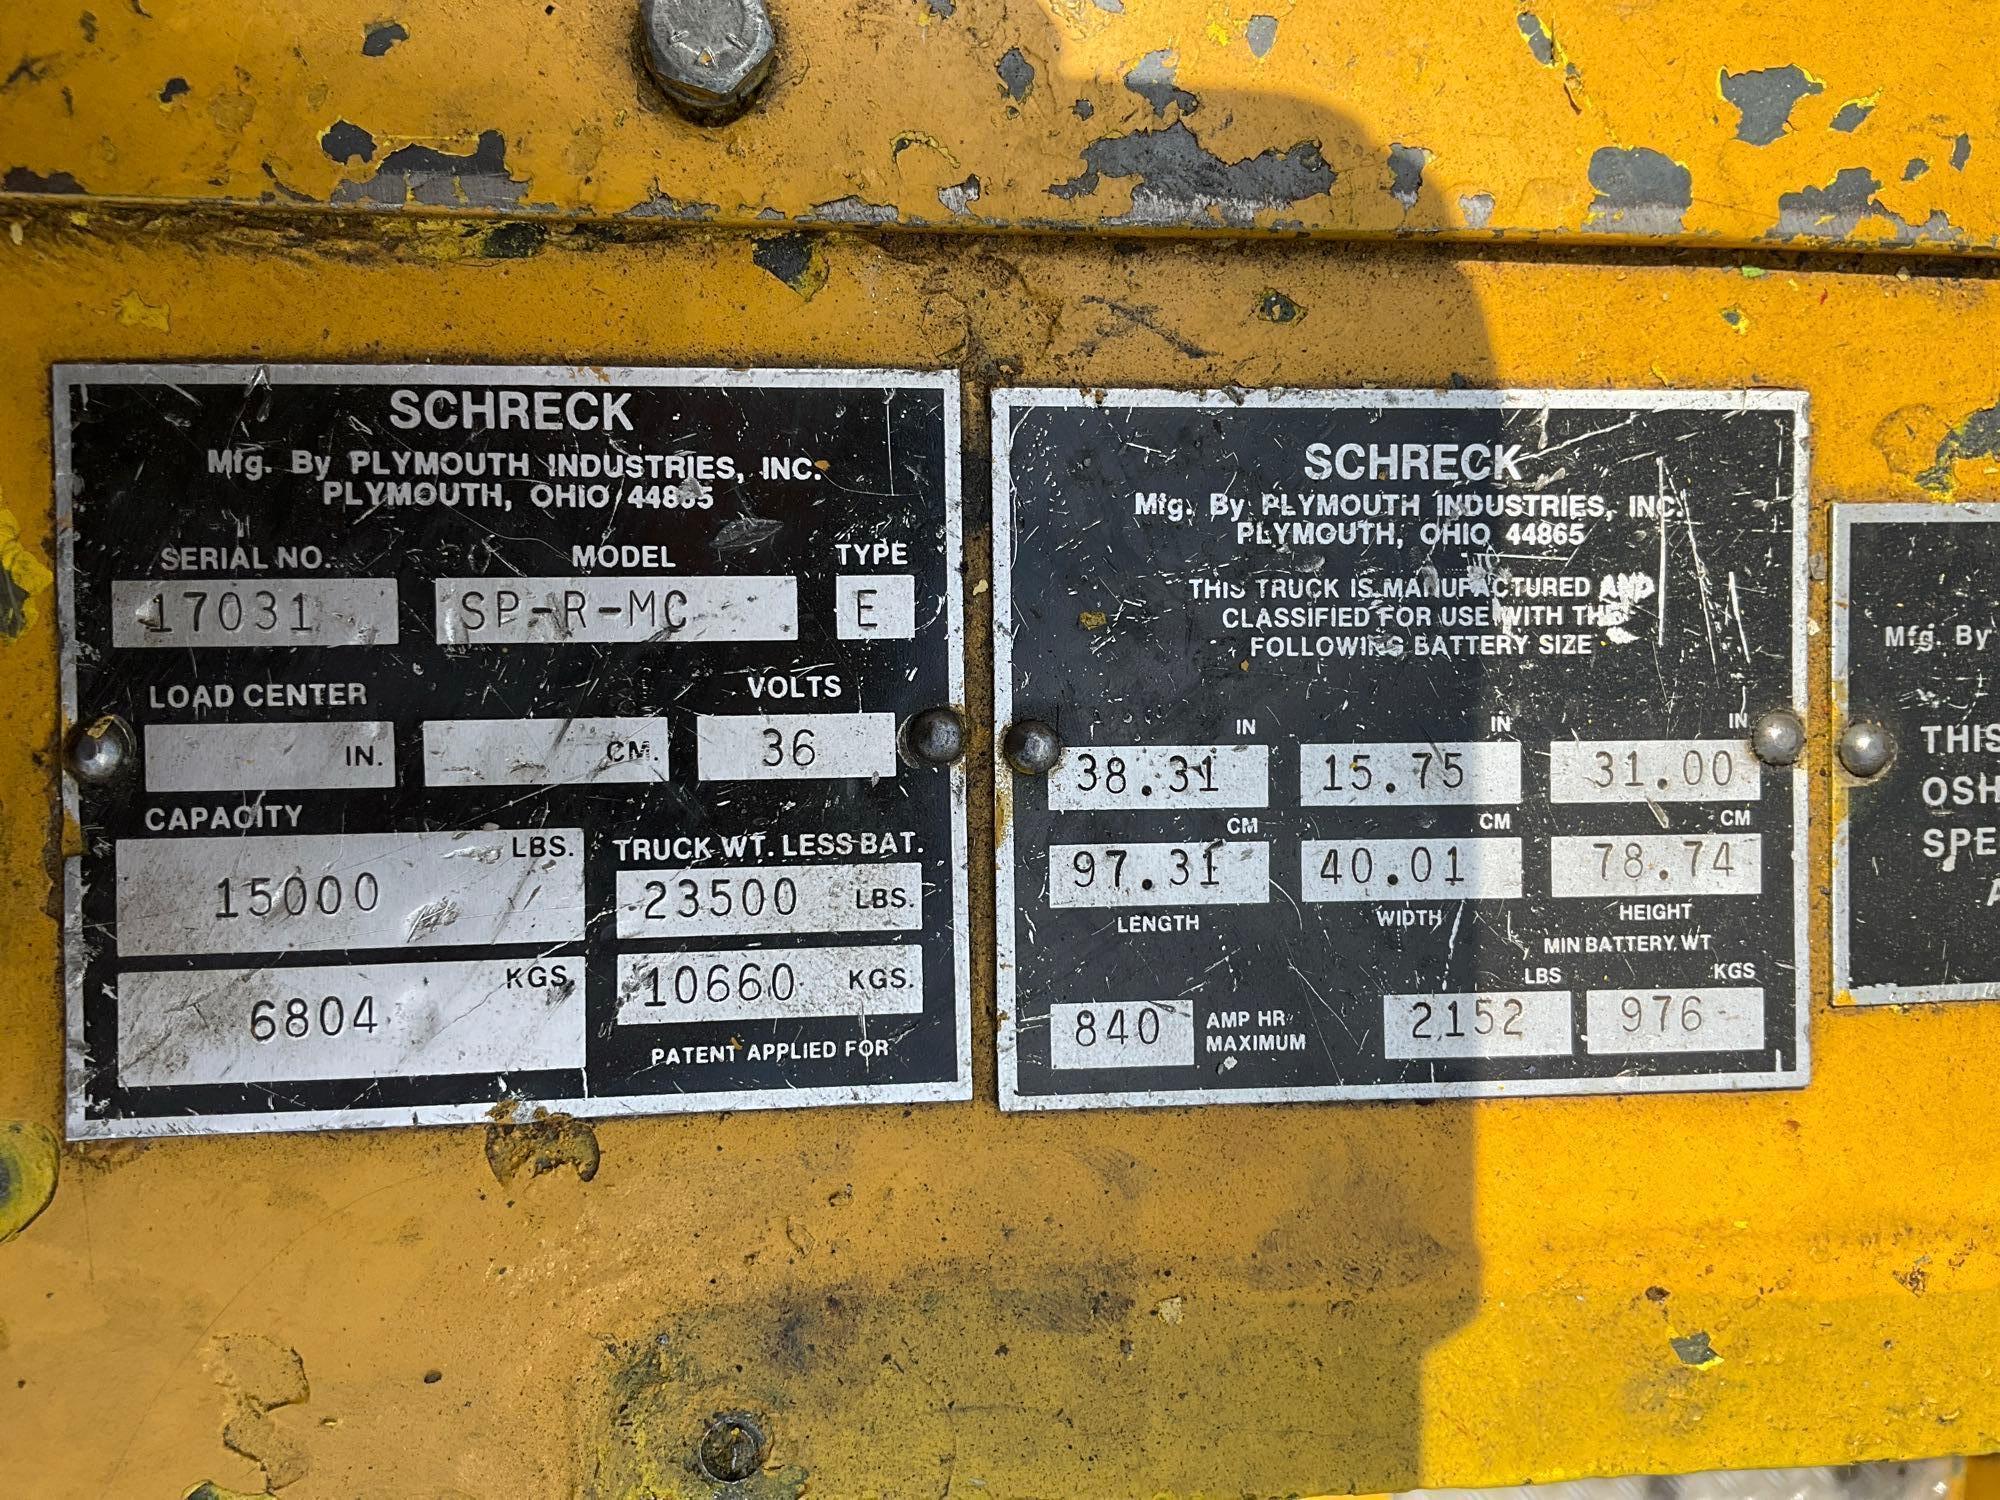 SCHRECK
Mfg. By PLYMOUTH INDUSTRIES, INC.
PLYMOUTH, OHIO 44865
SERIAL NO. MODEL TYPE
17031 SP-R-MC E
LOAD CENTER VOLTS
IN. CM. 36
CAPACITY
LBS. TRUCK WT. LESS BAT.
15000 23500 LBS.
KGS. 10660 KGS.
6804
PATENT APPLIED FOR
SCHRECK
Mfg. By PLYMOUTH INDUSTRIES, INC.
PLYMOUTH, OHIO 44865
THIS TRUCK IS MANUFACTURED AND
CLASSIFIED FOR USE WITH THE
FOLLOWING BATTERY SIZE
IN IN IN
38.31 15.75 31.00
CM CM CM
97.31 40.01 78.74
LENGTH WIDTH HEIGHT
MIN BATTERY WT
LBS KGS
840 AMP HR MAXIMUM 2152 976
Mfg. By
THIS
OSH
SPE
A